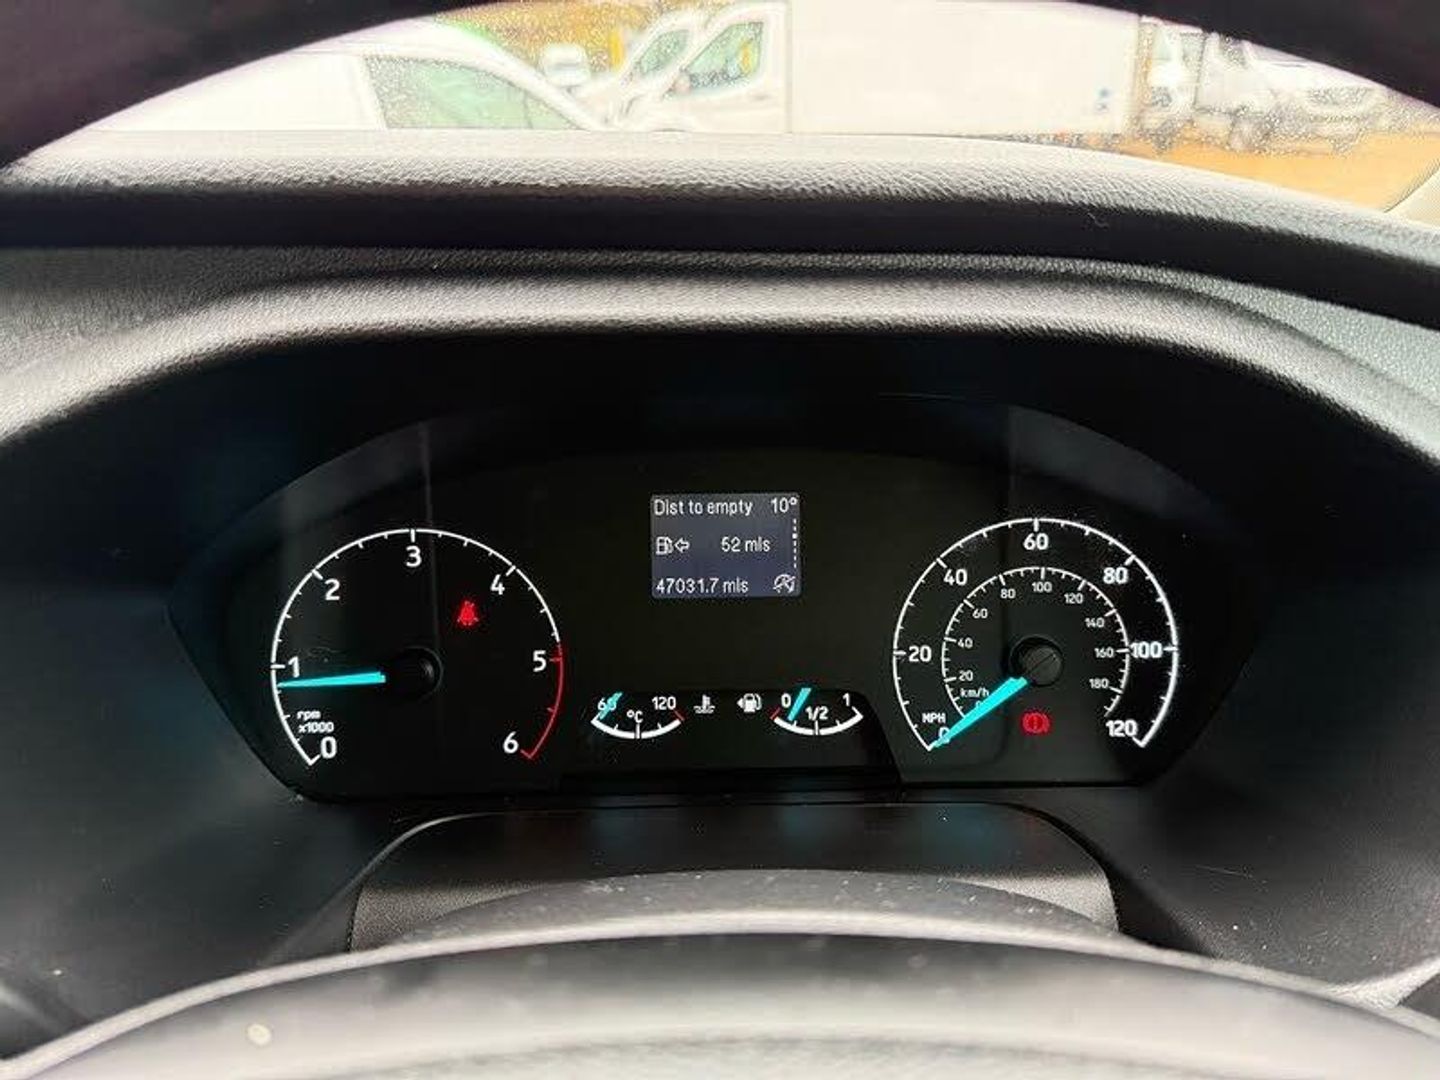 Dist to empty 10°
52 mls
47031.7 mls
0 1 2 3 4 5 6
rpm
x1000
60 120
°C
0 1/2 1
0 20 40 60 80 100 120
MPH
20 40 60 80 100 120 140 160 180
km/h